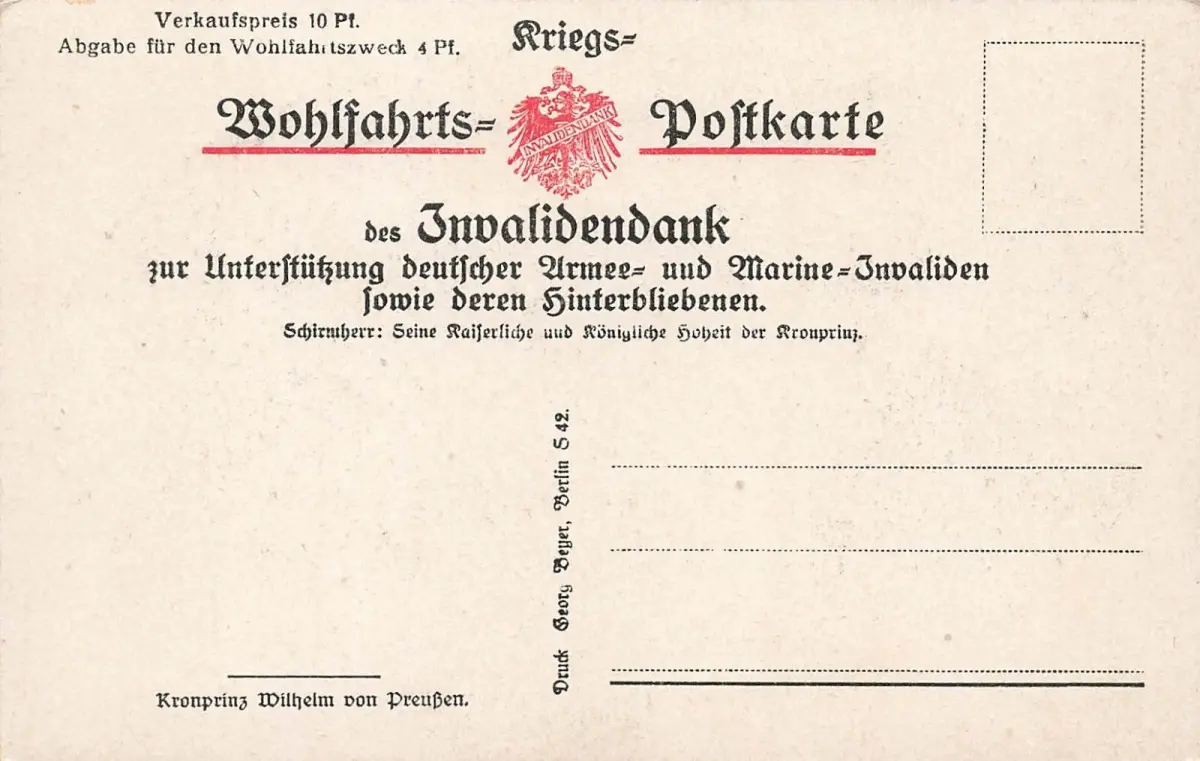 Verkaufspreis 10 Pf.
Abgabe für den Wohlfahrtszweck 4 Pf.
Kriegs=
Wohlfahrts= Postkarte
INVALIDENDANK
des Invalidendank
zur Unterstützung deutscher Armee= und Marine=Invaliden
sowie deren Hinterbliebenen.
Schirmherr: Seine Kaiserliche und Königliche Hoheit der Kronprinz.
Druck Georg Beyer, Berlin S 42.
Kronprinz Wilhelm von Preußen.